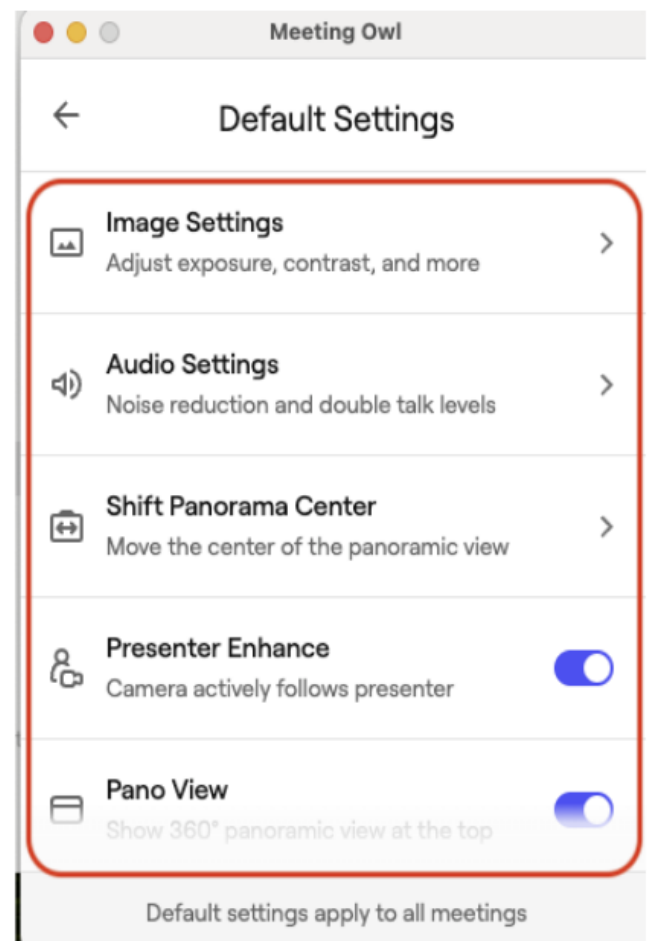 Meeting Owl
Default Settings
Image Settings
Adjust exposure, contrast, and more
Audio Settings
Noise reduction and double talk levels
Shift Panorama Center
Move the center of the panoramic view
Presenter Enhance
Camera actively follows presenter
Pano View
Show 360° panoramic view at the top
Default settings apply to all meetings